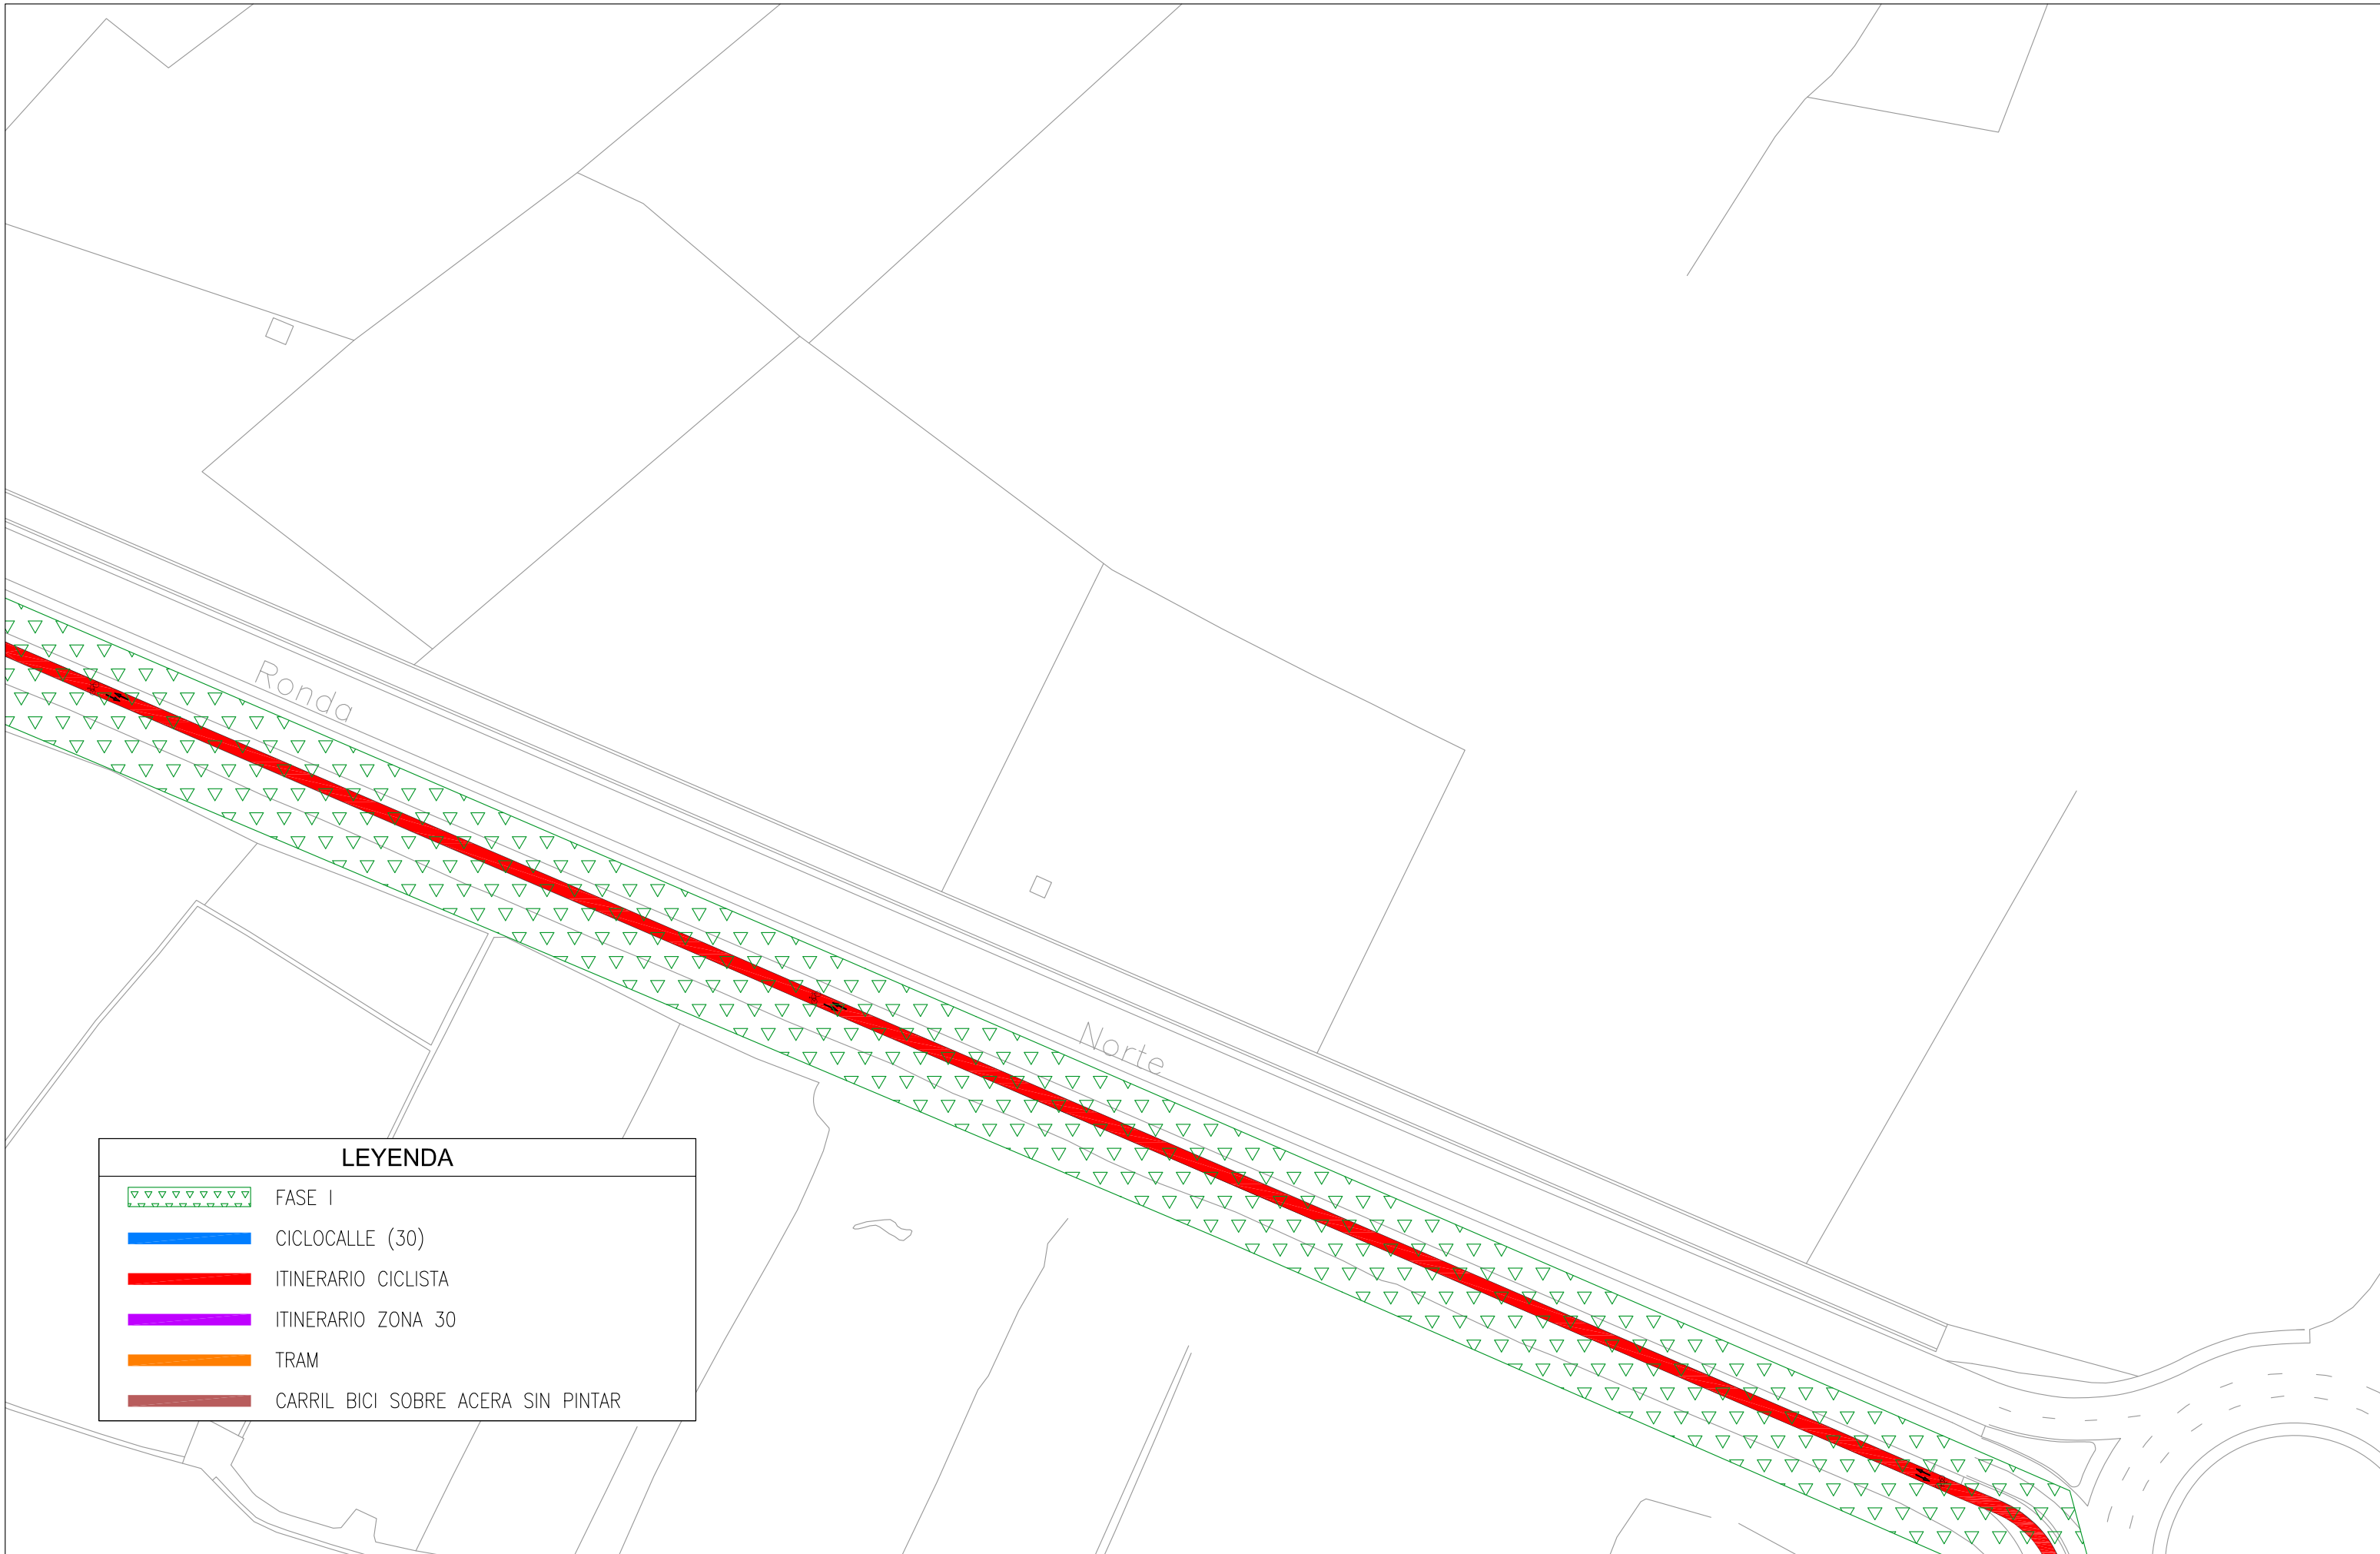 Ronda
Norte
LEYENDA
FASE I
CICLOCALLE (30)
ITINERARIO CICLISTA
ITINERARIO ZONA 30
TRAM
CARRIL BICI SOBRE ACERA SIN PINTAR